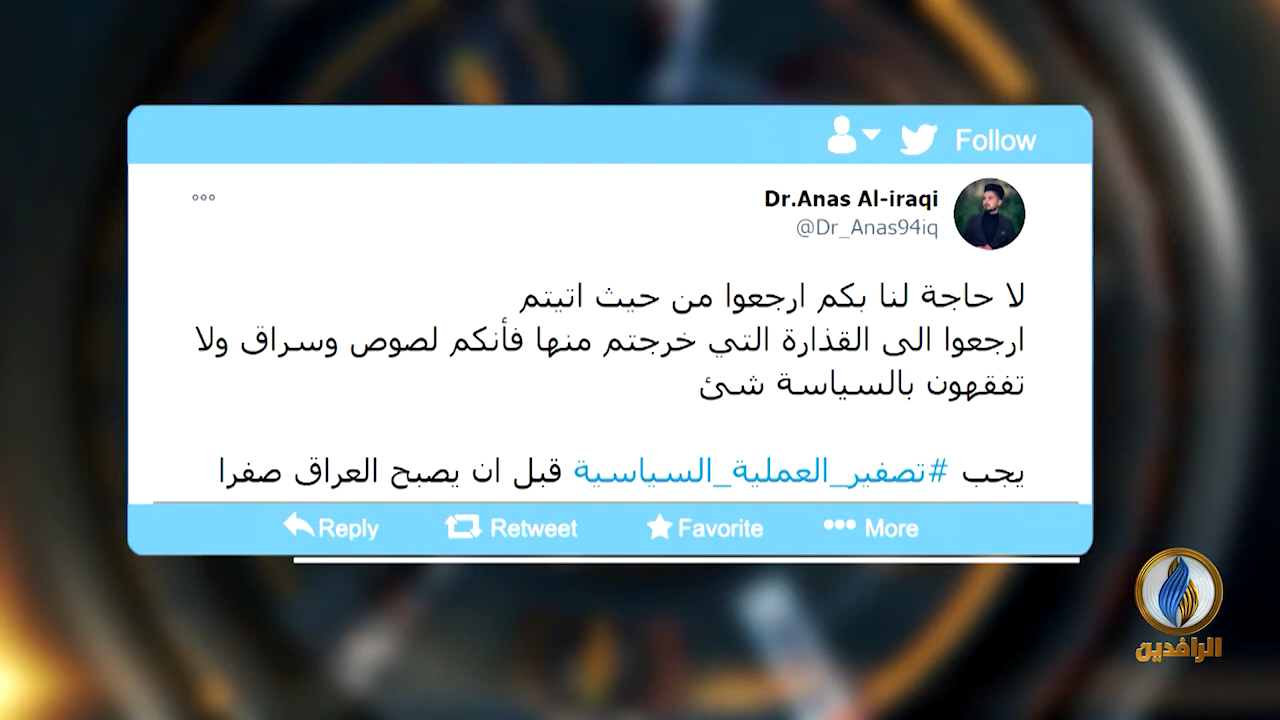 Follow
Dr.Anas Al-iraqi
@Dr_Anas94iq
لا حاجة لنا بكم ارجعوا من حيث اتيتم
ارجعوا الى القذارة التي خرجتم منها فأنكم لصوص وسراق ولا
تفقهون بالسياسة شئ
يجب #تصفير_العملية_السياسية قبل ان يصبح العراق صفرا
Reply Retweet Favorite More
الرافدين